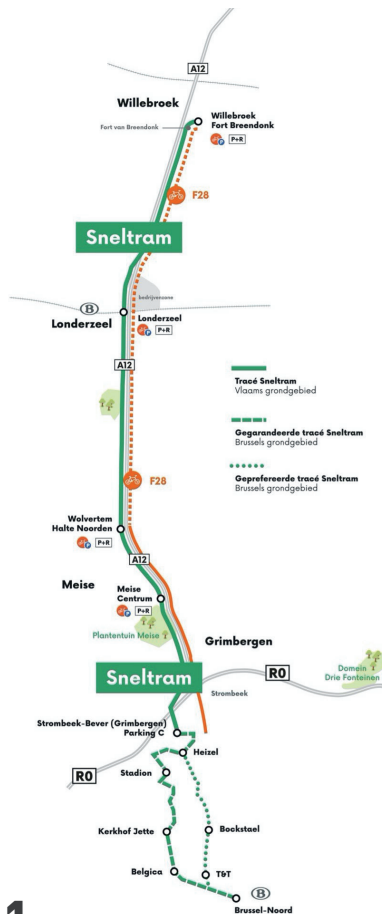 A12
Willebroek
Willebroek
Fort Breendonk
Fort van Breendonk
P
P+R
F28
Sneltram
bedrijvenzone
B
Londerzeel
Londerzeel
P
P+R
A12
Tracé Sneltram
Vlaams grondgebied
Gegarandeerde tracé Sneltram
Brussels grondgebied
Geprefereerde tracé Sneltram
Brussels grondgebied
F28
Wolvertem
Halte Noorden
P
P+R
A12
Meise
Meise
Centrum
P
P+R
Plantentuin Meise
Grimbergen
Sneltram
R0
Domein
Drie Fonteinen
Strombeek
Strombeek-Bever (Grimbergen)
Parking C
Heizel
R0
Stadion
Kerkhof Jette
Bockstael
Belgica
T&T
B
Brussel-Noord
1